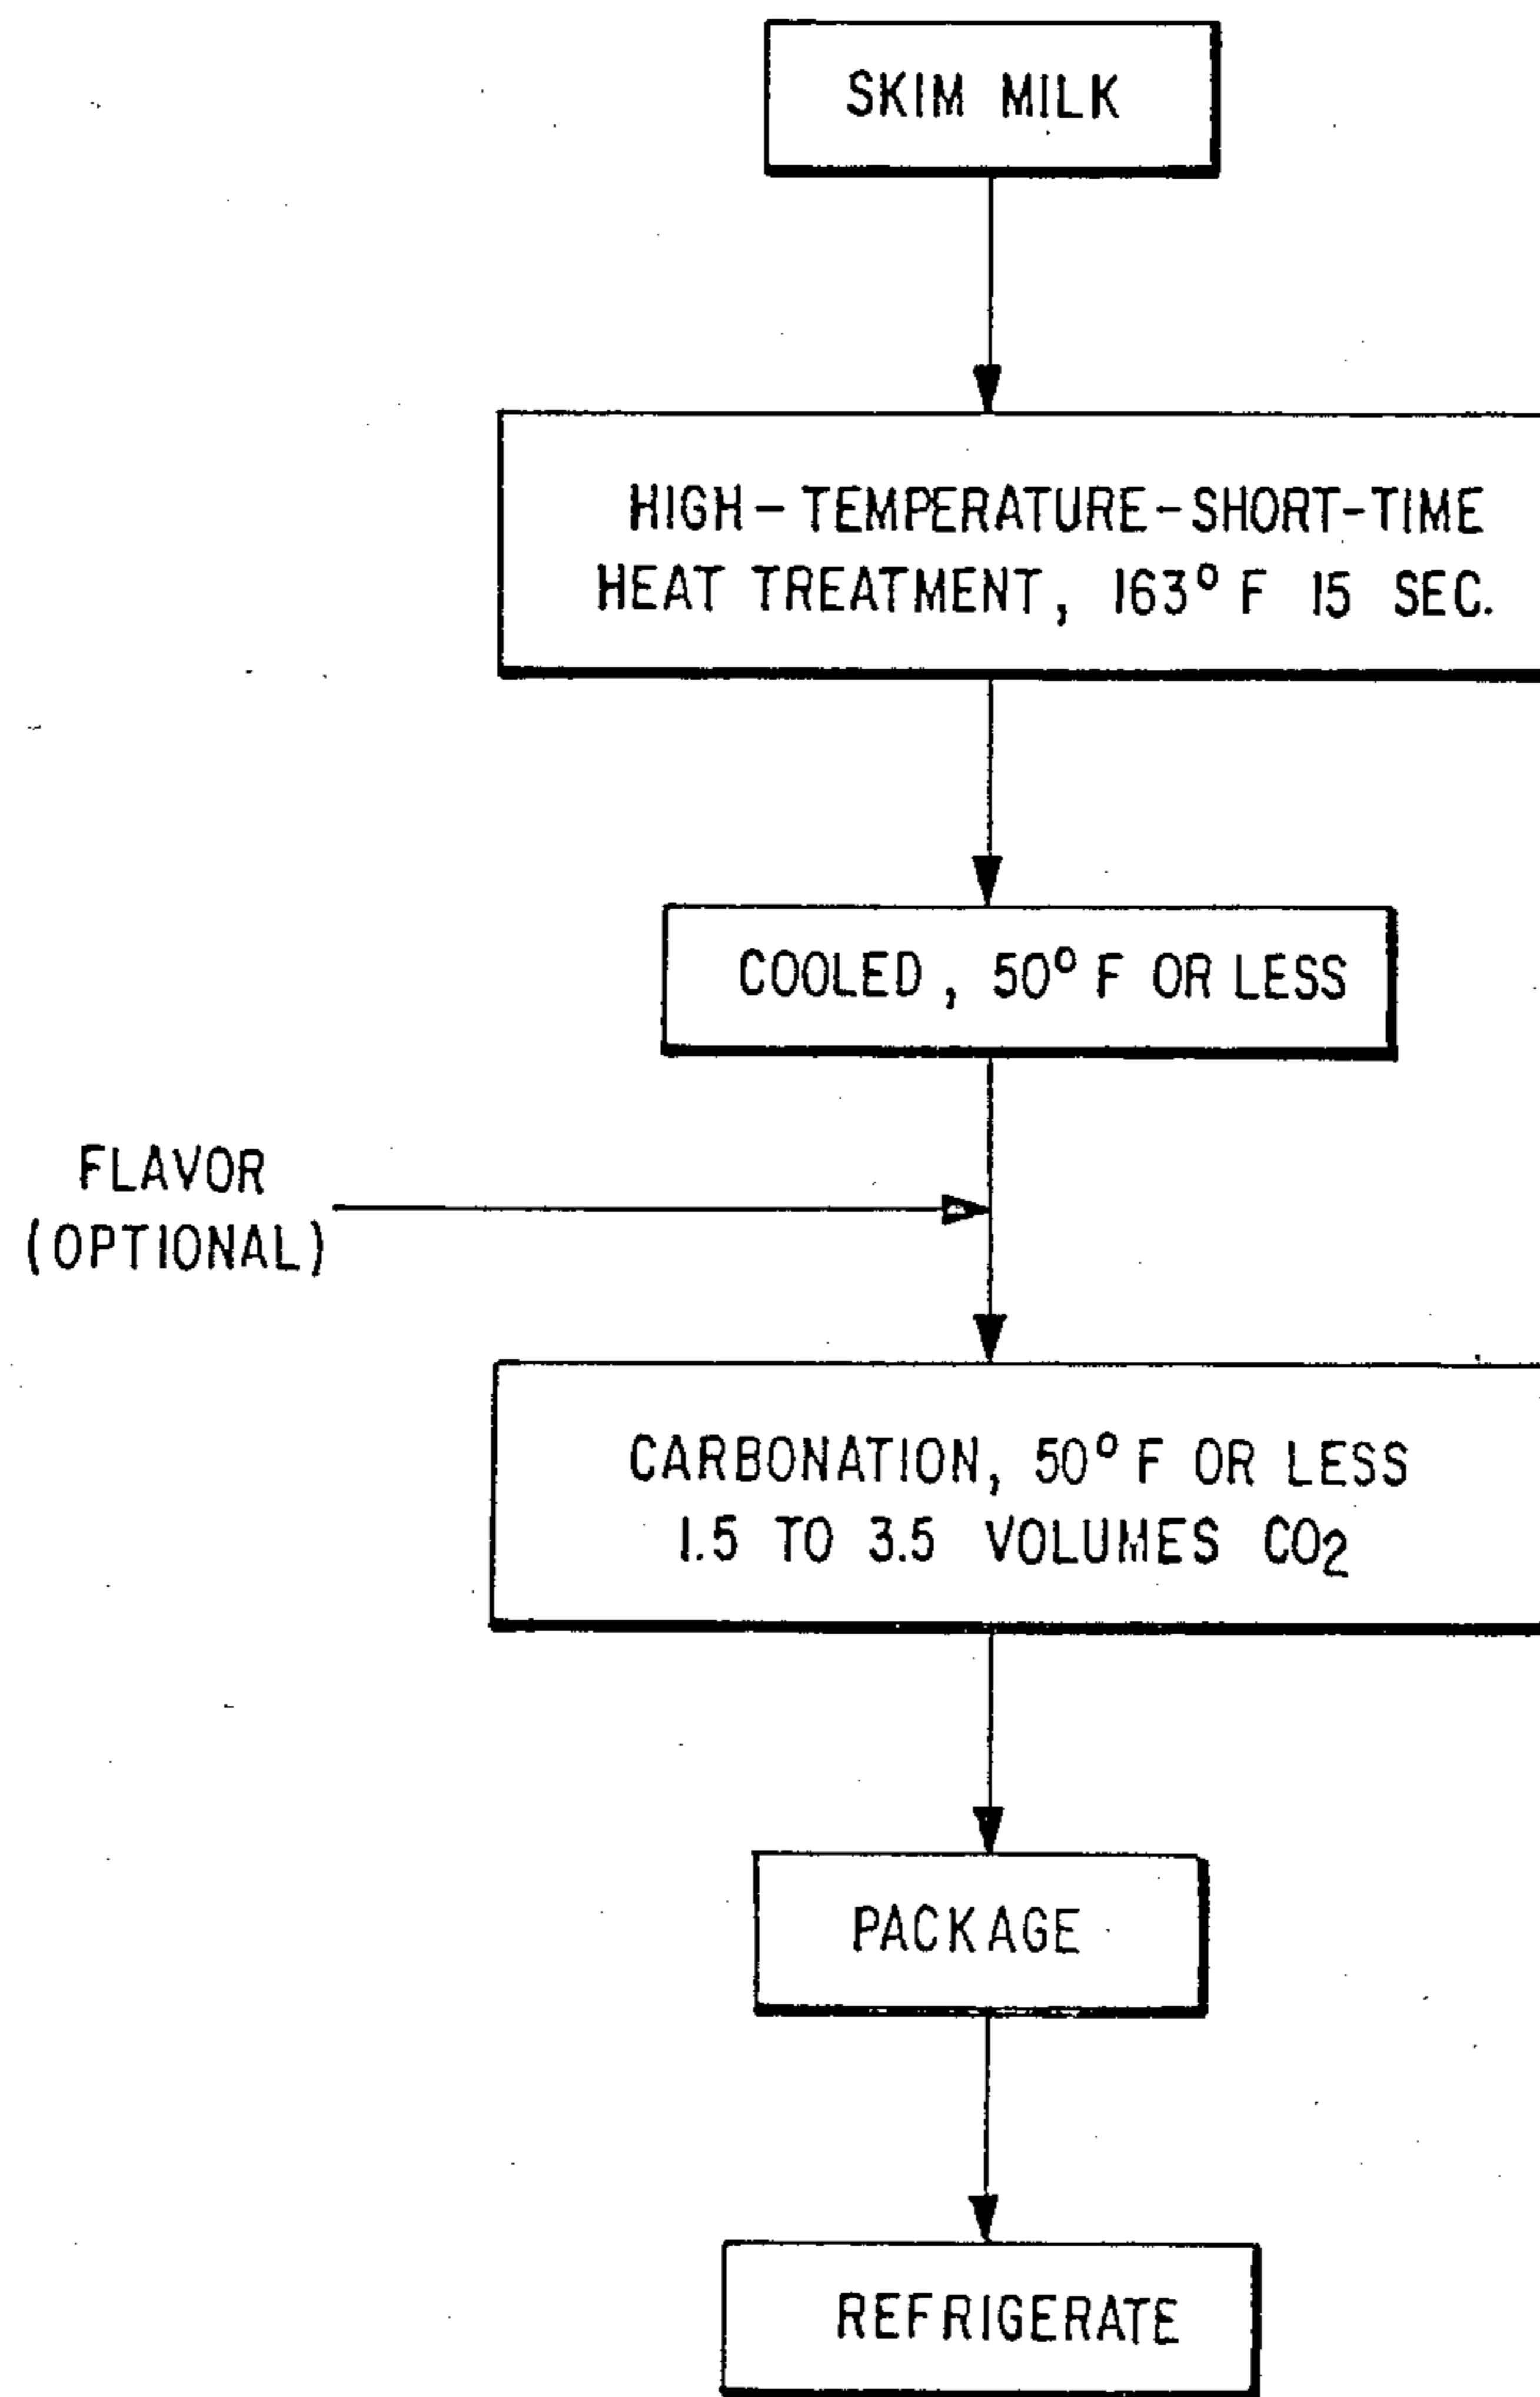 SKIM MILK
HIGH-TEMPERATURE-SHORT-TIME
HEAT TREATMENT, 163° F 15 SEC.
COOLED, 50° F OR LESS
FLAVOR
(OPTIONAL)
CARBONATION, 50° F OR LESS
1.5 TO 3.5 VOLUMES CO2
PACKAGE
REFRIGERATE